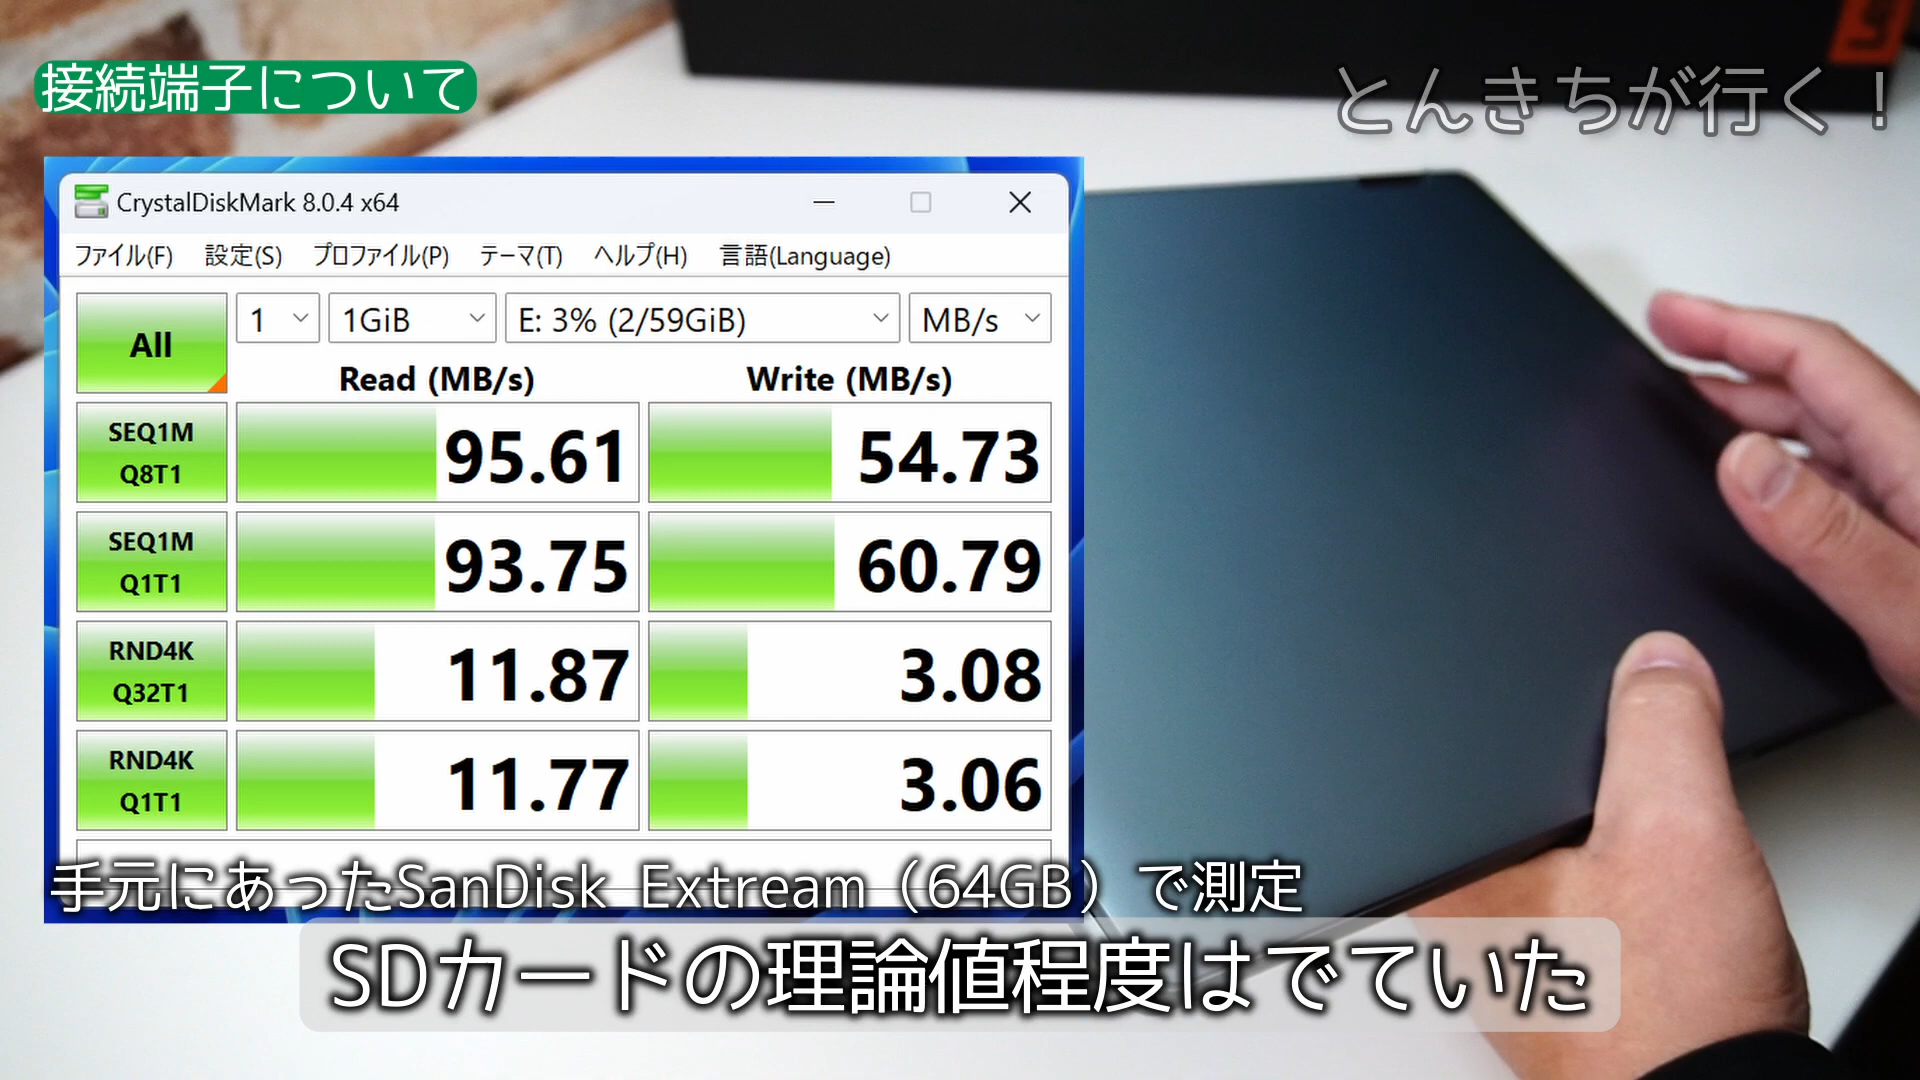 接続端子について
とんきちが行く！
CrystalDiskMark 8.0.4 x64
ファイル(F) 設定(S) プロファイル(P) テーマ(T) ヘルプ(H) 言語(Language)
All
1
1GiB
E: 3% (2/59GiB)
MB/s
Read (MB/s)
Write (MB/s)
SEQ1M
Q8T1
95.61
54.73
SEQ1M
Q1T1
93.75
60.79
RND4K
Q32T1
11.87
3.08
RND4K
Q1T1
11.77
3.06
手元にあったSanDisk Extream（64GB）で測定
SDカードの理論値程度はでていた